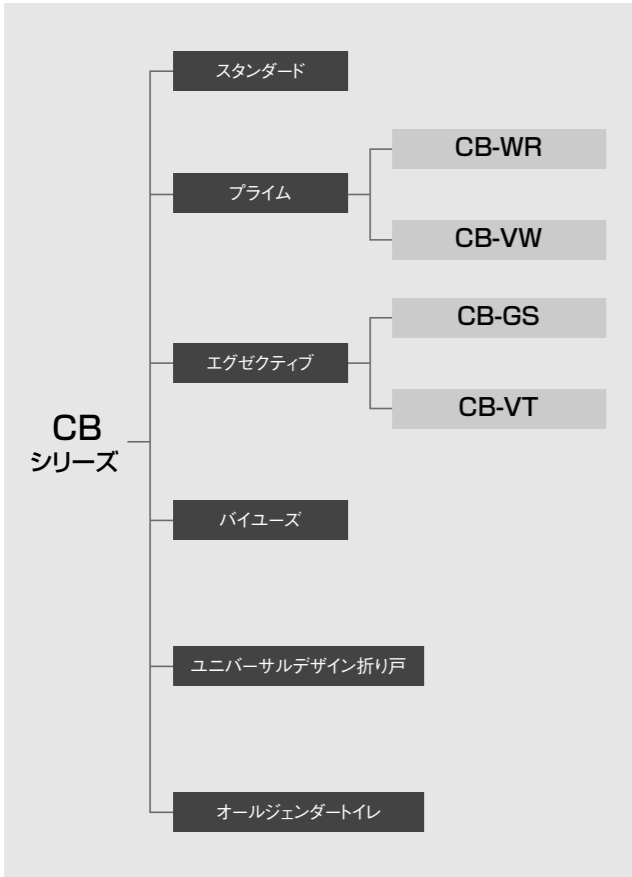 CB
シリーズ
スタンダード
プライム
CB-WR
CB-VW
エグゼクティブ
CB-GS
CB-VT
バイユーズ
ユニバーサルデザイン折り戸
オールジェンダートイレ